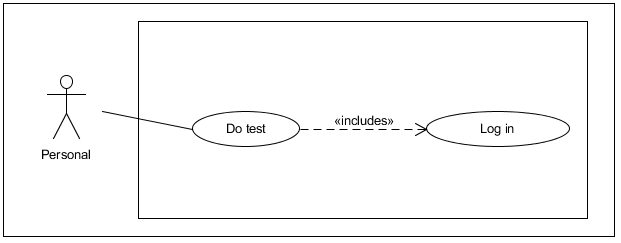 «includes»
Do test
Log in
Personal